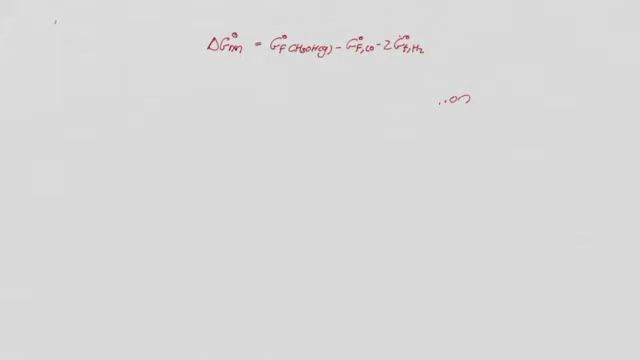 ΔG°rxn = G°F CH3OH(g) − G°F,CO − 2 G°F,H2